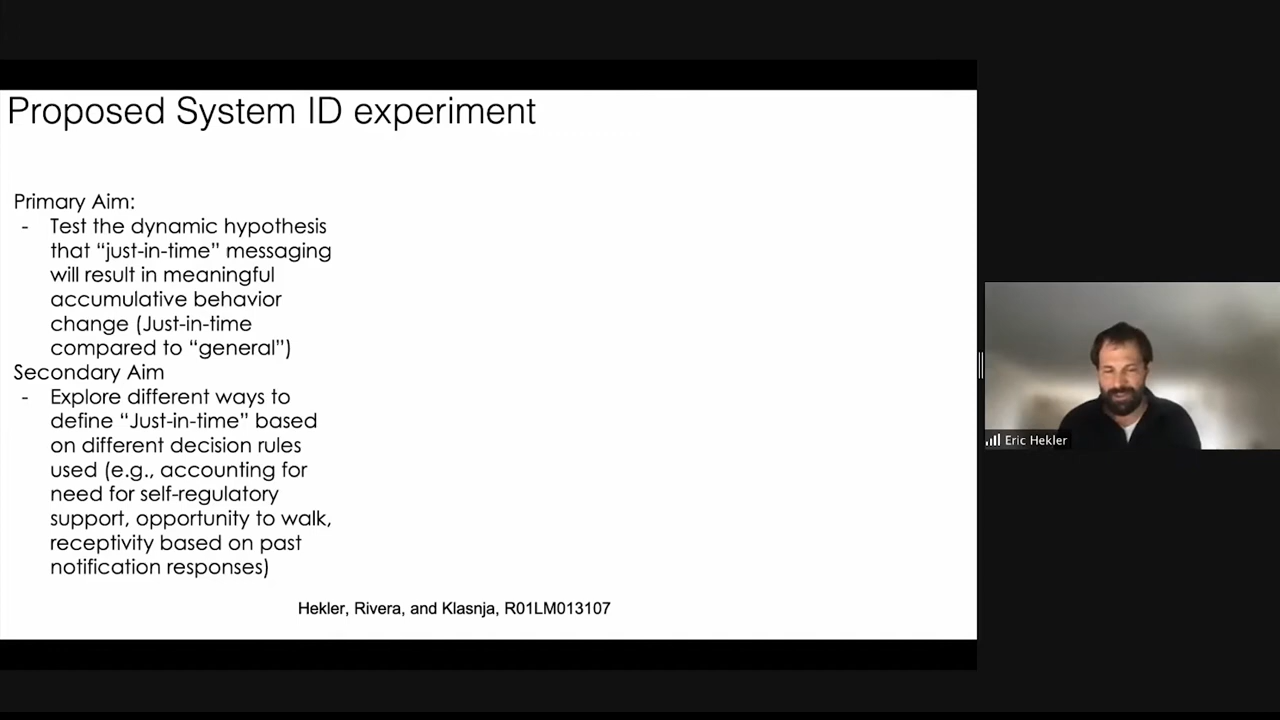 Proposed System ID experiment
Primary Aim:
- Test the dynamic hypothesis
that “just-in-time” messaging
will result in meaningful
accumulative behavior
change (Just-in-time
compared to “general”)
Secondary Aim
- Explore different ways to
define “Just-in-time” based
on different decision rules
used (e.g., accounting for
need for self-regulatory
support, opportunity to walk,
receptivity based on past
notification responses)
Hekler, Rivera, and Klasnja, R01LM013107
Eric Hekler